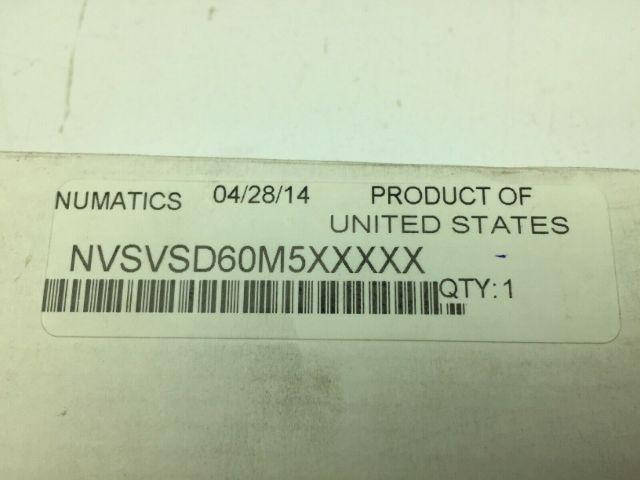 NUMATICS 04/28/14 PRODUCT OF
UNITED STATES
NVSVSD60M5XXXXX
QTY: 1